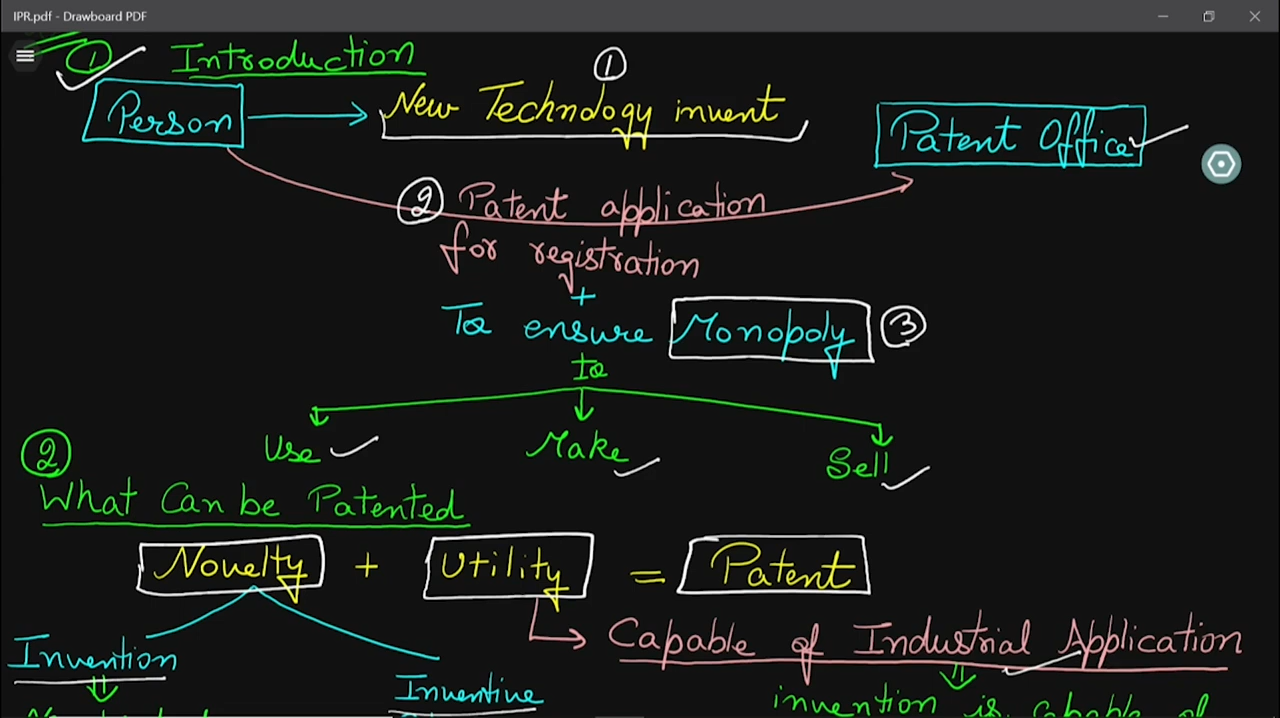 IPR.pdf - Drawboard PDF
① Introduction
①
Person
New Technology invent
Patent Office
② Patent application
for registration
+
To ensure Monopoly ③
to
Use
Make
Sell
②
What Can be Patented
Novelty + Utility = Patent
Capable of Industrial Application
Invention
Inventive
invention is capable of